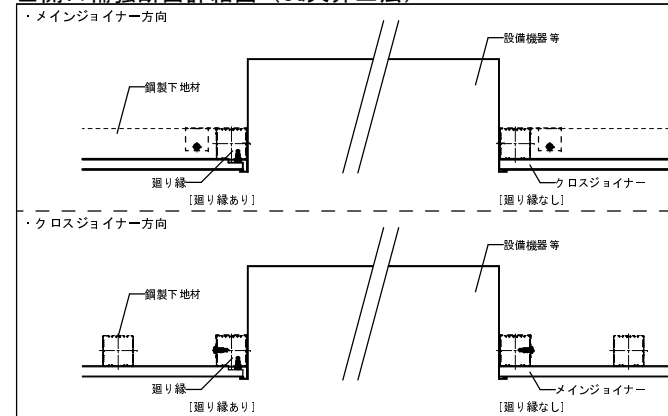 ・メインジョイナー方向
設備機器等
鋼製下地材
廻り縁
クロスジョイナー
[廻り縁あり]
[廻り縁なし]
・クロスジョイナー方向
設備機器等
鋼製下地材
廻り縁
メインジョイナー
[廻り縁あり]
[廻り縁なし]